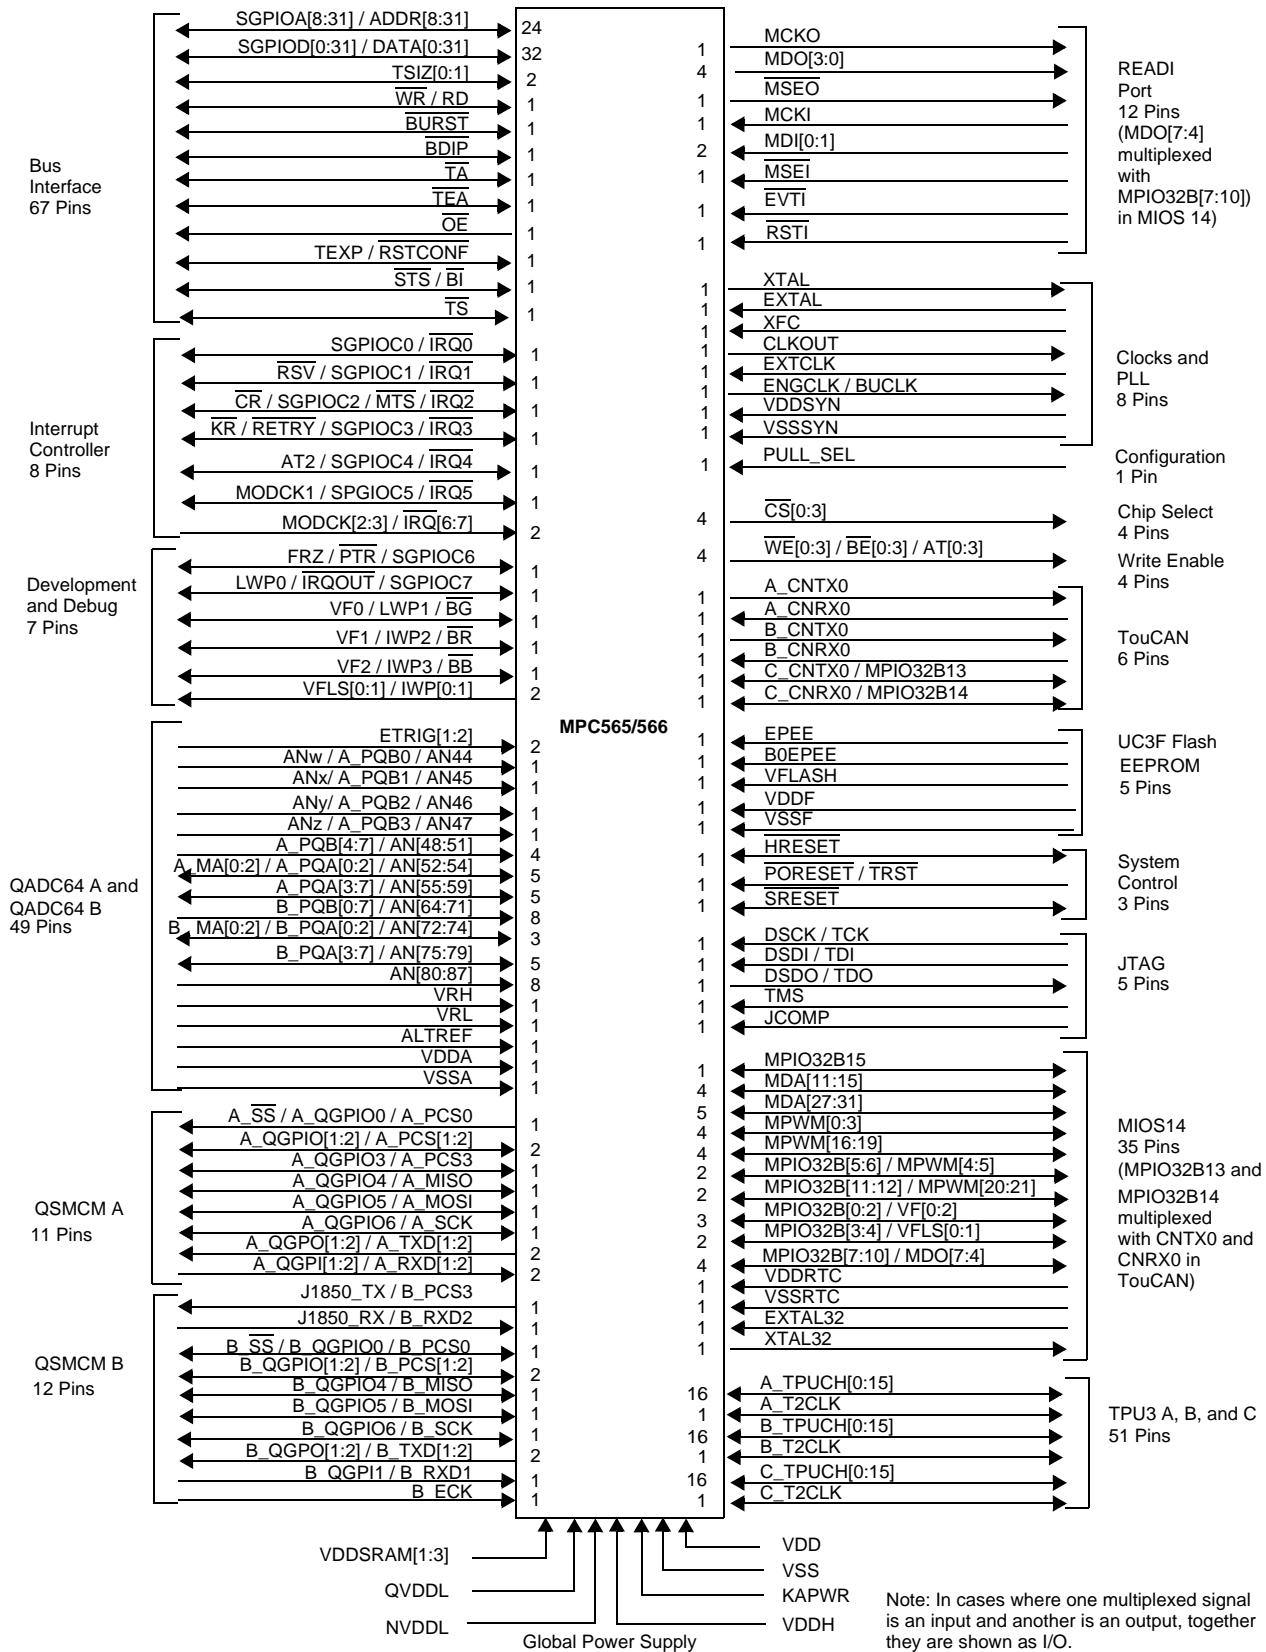 SGPIOA[8:31] / ADDR[8:31] 24
SGPIOD[0:31] / DATA[0:31] 32
TSIZ[0:1] 2
WR / RD 1
BURST 1
BDIP 1
TA 1
TEA 1
OE 1
TEXP / RSTCONF 1
STS / BI 1
TS 1
Bus
Interface
67 Pins
SGPIOC0 / IRQ0 1
RSV / SGPIOC1 / IRQ1 1
CR / SGPIOC2 / MTS / IRQ2 1
KR / RETRY / SGPIOC3 / IRQ3 1
AT2 / SGPIOC4 / IRQ4 1
MODCK1 / SPGIOC5 / IRQ5 1
MODCK[2:3] / IRQ[6:7] 2
Interrupt
Controller
8 Pins
FRZ / PTR / SGPIOC6 1
LWP0 / IRQOUT / SGPIOC7 1
VF0 / LWP1 / BG 1
VF1 / IWP2 / BR 1
VF2 / IWP3 / BB 1
VFLS[0:1] / IWP[0:1] 2
Development
and Debug
7 Pins
ETRIG[1:2] 2
ANw / A_PQB0 / AN44 1
ANx/ A_PQB1 / AN45 1
ANy/ A_PQB2 / AN46 1
ANz / A_PQB3 / AN47 1
A_PQB[4:7] / AN[48:51] 4
A_MA[0:2] / A_PQA[0:2] / AN[52:54] 5
A_PQA[3:7] / AN[55:59] 5
B_PQB[0:7] / AN[64:71] 8
B_MA[0:2] / B_PQA[0:2] / AN[72:74] 3
B_PQA[3:7] / AN[75:79] 5
AN[80:87] 8
VRH 1
VRL 1
ALTREF 1
VDDA 1
VSSA 1
QADC64 A and
QADC64 B
49 Pins
A_SS / A_QGPIO0 / A_PCS0 1
A_QGPIO[1:2] / A_PCS[1:2] 2
A_QGPIO3 / A_PCS3 1
A_QGPIO4 / A_MISO 1
A_QGPIO5 / A_MOSI 1
A_QGPIO6 / A_SCK 1
A_QGPO[1:2] / A_TXD[1:2] 2
A_QGPI[1:2] / A_RXD[1:2] 2
QSMCM A
11 Pins
J1850_TX / B_PCS3 1
J1850_RX / B_RXD2 1
B_SS / B_QGPIO0 / B_PCS0 1
B_QGPIO[1:2] / B_PCS[1:2] 2
B_QGPIO4 / B_MISO 1
B_QGPIO5 / B_MOSI 1
B_QGPIO6 / B_SCK 1
B_QGPO[1:2] / B_TXD[1:2] 2
B_QGPI1 / B_RXD1 1
B_ECK 1
QSMCM B
12 Pins
MPC565/566
1 MCKO
4 MDO[3:0]
1 MSEO
1 MCKI
2 MDI[0:1]
1 MSEI
1 EVTI
1 RSTI
READI
Port
12 Pins
(MDO[7:4]
multiplexed
with
MPIO32B[7:10])
in MIOS 14)
1 XTAL
1 EXTAL
1 XFC
1 CLKOUT
1 EXTCLK
1 ENGCLK / BUCLK
1 VDDSYN
1 VSSSYN
Clocks and
PLL
8 Pins
1 PULL_SEL
Configuration
1 Pin
4 CS[0:3]
Chip Select
4 Pins
4 WE[0:3] / BE[0:3] / AT[0:3]
Write Enable
4 Pins
1 A_CNTX0
1 A_CNRX0
1 B_CNTX0
1 B_CNRX0
1 C_CNTX0 / MPIO32B13
1 C_CNRX0 / MPIO32B14
TouCAN
6 Pins
1 EPEE
1 B0EPEE
1 VFLASH
1 VDDF
1 VSSF
UC3F Flash
EEPROM
5 Pins
1 HRESET
1 PORESET / TRST
1 SRESET
System
Control
3 Pins
1 DSCK / TCK
1 DSDI / TDI
1 DSDO / TDO
1 TMS
1 JCOMP
JTAG
5 Pins
1 MPIO32B15
4 MDA[11:15]
5 MDA[27:31]
4 MPWM[0:3]
4 MPWM[16:19]
2 MPIO32B[5:6] / MPWM[4:5]
2 MPIO32B[11:12] / MPWM[20:21]
3 MPIO32B[0:2] / VF[0:2]
2 MPIO32B[3:4] / VFLS[0:1]
4 MPIO32B[7:10] / MDO[7:4]
1 VDDRTC
1 VSSRTC
1 EXTAL32
1 XTAL32
MIOS14
35 Pins
(MPIO32B13 and
MPIO32B14
multiplexed
with CNTX0 and
CNRX0 in
TouCAN)
16 A_TPUCH[0:15]
1 A_T2CLK
16 B_TPUCH[0:15]
1 B_T2CLK
16 C_TPUCH[0:15]
1 C_T2CLK
TPU3 A, B, and C
51 Pins
VDDSRAM[1:3]
QVDDL
NVDDL
VDD
VSS
KAPWR
VDDH
Global Power Supply
Note: In cases where one multiplexed signal
is an input and another is an output, together
they are shown as I/O.